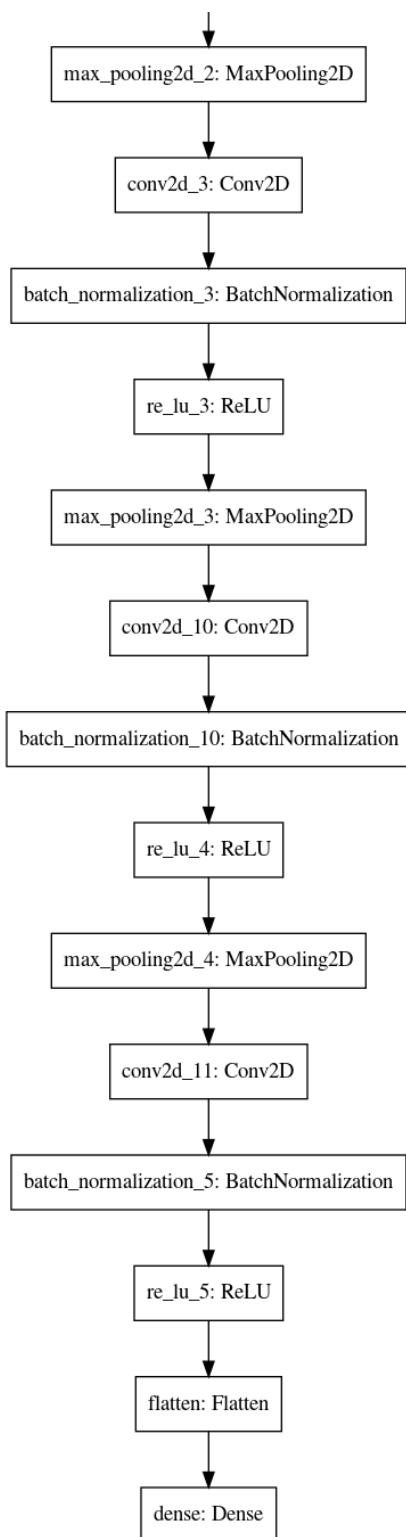 max_pooling2d_2: MaxPooling2D
conv2d_3: Conv2D
batch_normalization_3: BatchNormalization
re_lu_3: ReLU
max_pooling2d_3: MaxPooling2D
conv2d_10: Conv2D
batch_normalization_10: BatchNormalization
re_lu_4: ReLU
max_pooling2d_4: MaxPooling2D
conv2d_11: Conv2D
batch_normalization_5: BatchNormalization
re_lu_5: ReLU
flatten: Flatten
dense: Dense